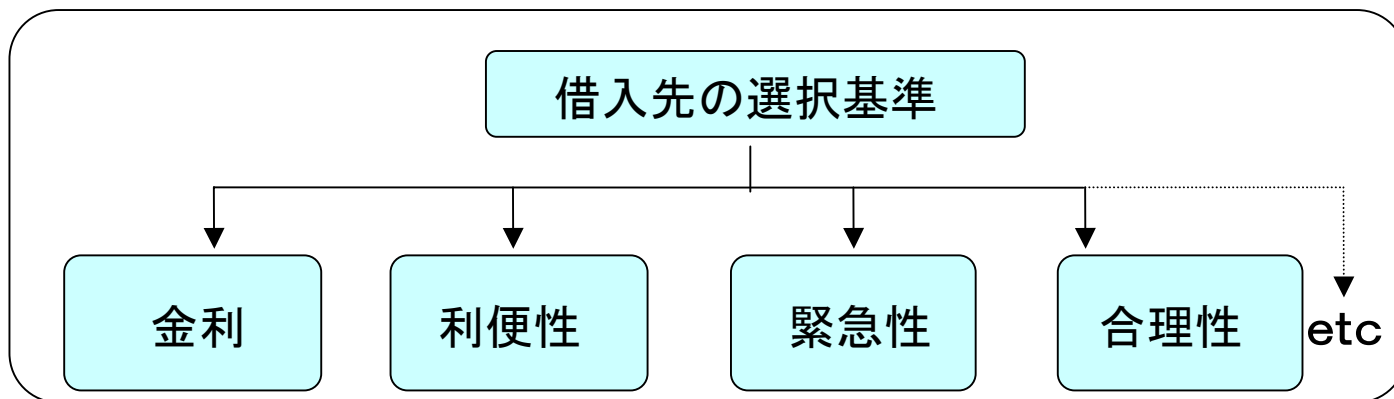 借入先の選択基準
金利
利便性
緊急性
合理性
etc